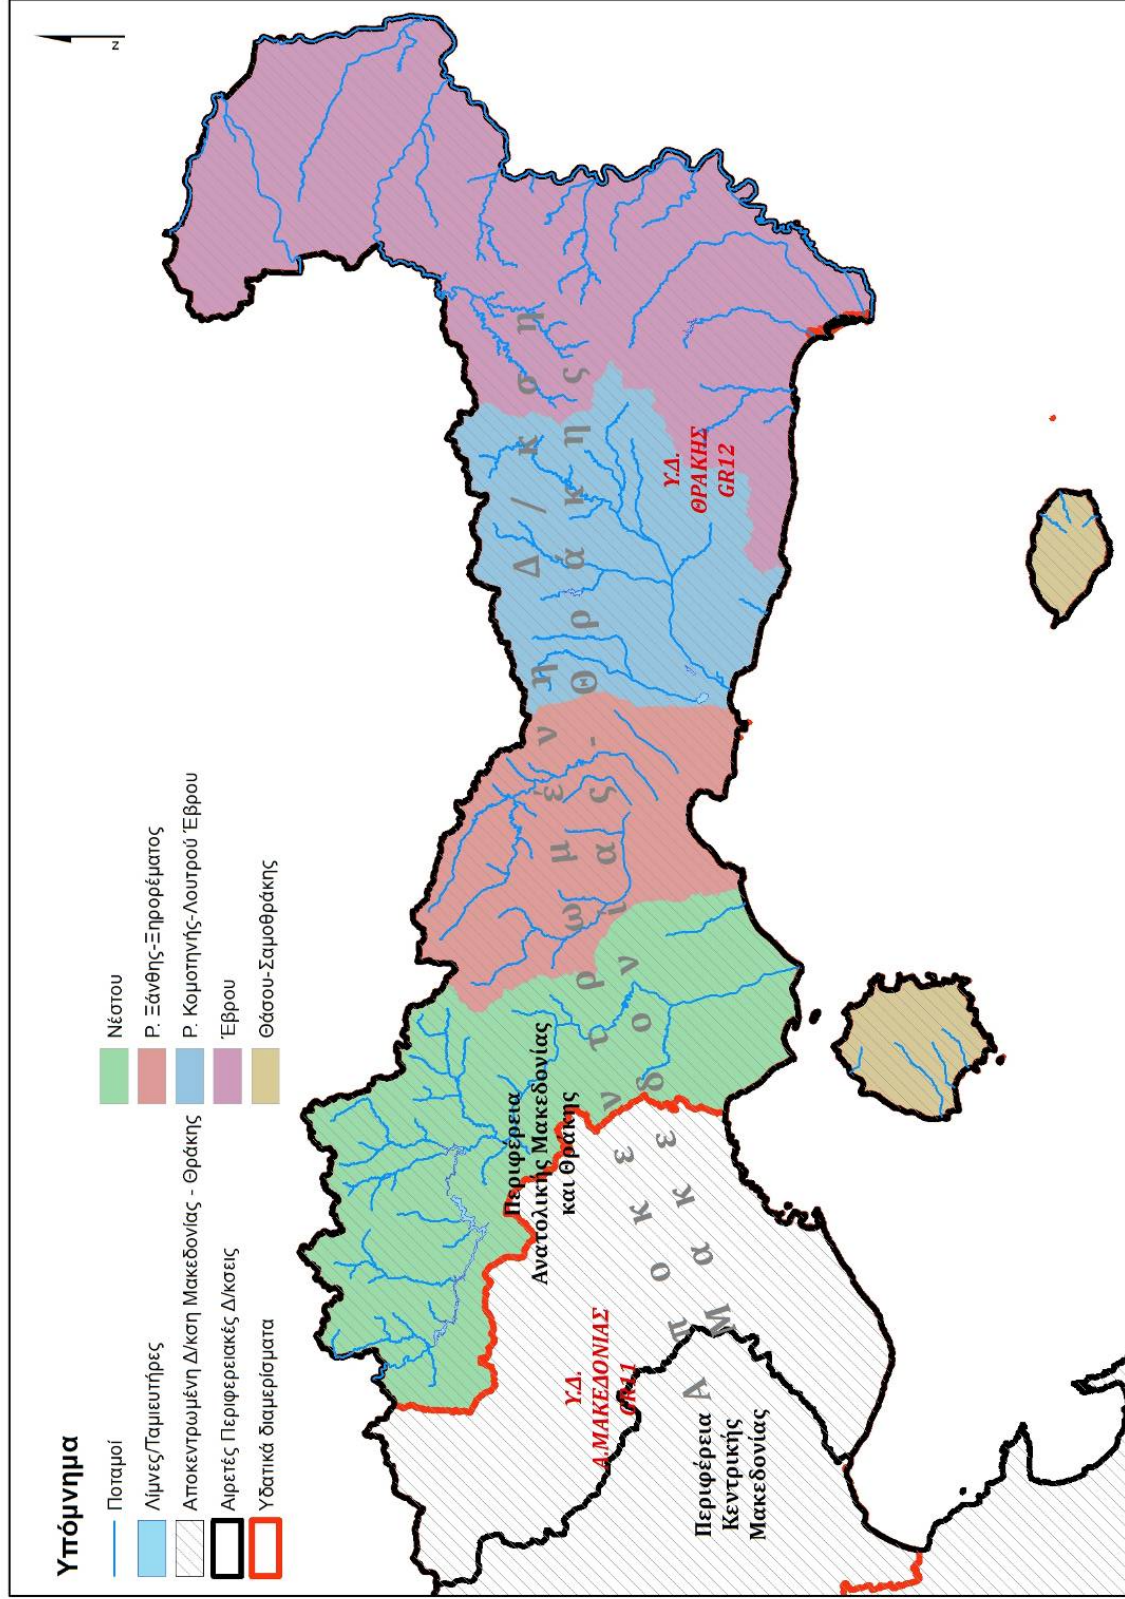 Υπόμνημα
Ποταμοί
Λίμνες/Ταμιευτήρες
Αποκεντρωμένη Δ/κση Μακεδονίας - Θράκης
Αιρετές Περιφερειακές Δ/κσεις
Υδατικά διαμερίσματα
Νέστου
Ρ. Ξάνθης-Ξηρορέματος
Ρ. Κομοτηνής-Λουτρού Έβρου
Έβρου
Θάσου-Σαμοθράκης
z
Αποκεντρωμένη Δ/κση
Μακεδονίας - Θράκης
Περιφέρεια
Ανατολικής Μακεδονίας
και Θράκης
Υ.Δ.
ΘΡΑΚΗΣ
GR12
Υ.Δ.
Α.ΜΑΚΕΔΟΝΙΑΣ
GR11
Περιφέρεια
Κεντρικής
Μακεδονίας